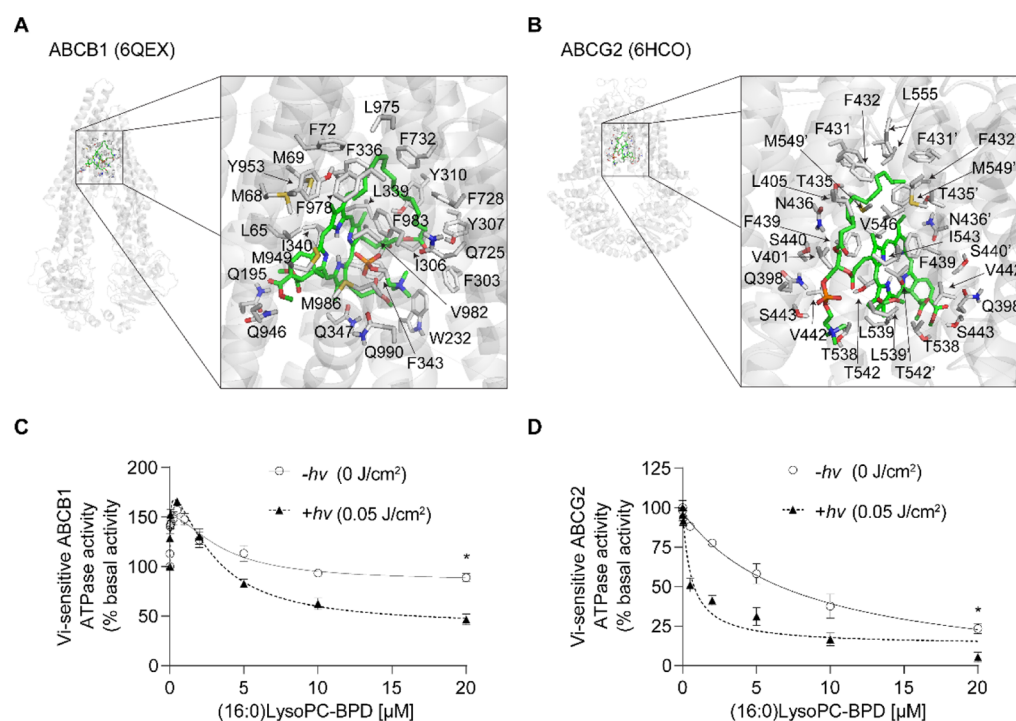 A
ABCB1 (6QEX)
L975
F72
F732
M69
F336
Y953
Y310
L339
M68
F728
F978
F983
Y307
L65
I340
Q725
M949
I306
Q195
F303
M986
V982
Q946
Q347
W232
Q990
F343
B
ABCG2 (6HCO)
L555
F432
F431
F431'
F432'
M549'
M549'
L405
T435
T435'
N436
V546
N436'
F439
I543
S440
S440'
V401
F439
V442
Q398
Q398
S443
L539
S443
V442
T538
T538
L539'
T542
T542'
C
Vi-sensitive ABCB1
ATPase activity
(% basal activity
200
150
100
50
0
-hv (0 J/cm²)
+hv (0.05 J/cm²)
*
0
5
10
15
20
(16:0)LysoPC-BPD [µM]
D
Vi-sensitive ABCG2
ATPase activity
(% basal activity
125
100
75
50
25
0
-hv (0 J/cm²)
+hv (0.05 J/cm²)
*
0
5
10
15
20
(16:0)LysoPC-BPD [µM]